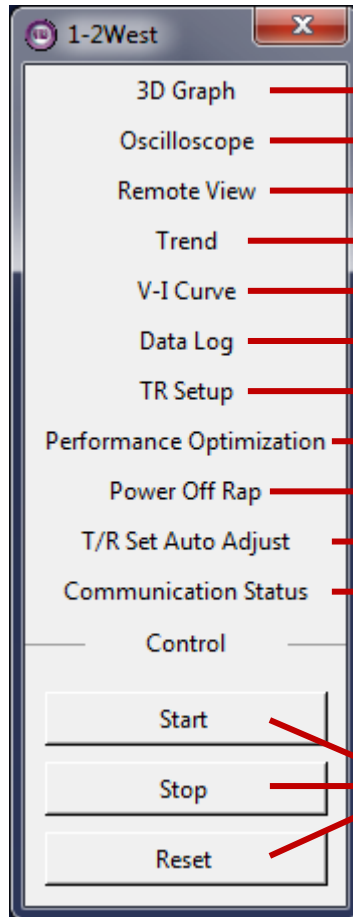 1-2West
3D Graph
Oscilloscope
Remote View
Trend
V-I Curve
Data Log
TR Setup
Performance Optimization
Power Off Rap
T/R Set Auto Adjust
Communication Status
Control
Start
Stop
Reset